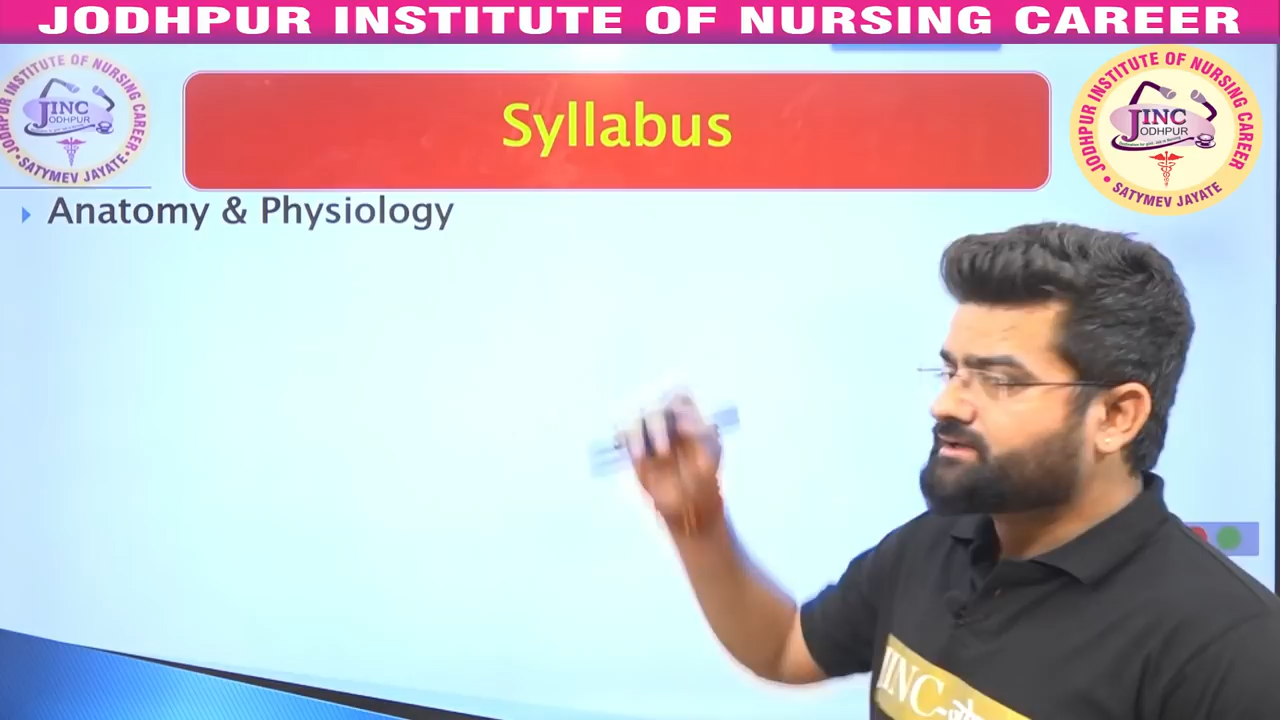 JODHPUR INSTITUTE OF NURSING CAREER
JODHPUR INSTITUTE OF NURSING CAREER
JINC
JODHPUR
• SATYMEV JAYATE •
Syllabus
JODHPUR INSTITUTE OF NURSING CAREER
JINC
JODHPUR
• SATYMEV JAYATE
Anatomy & Physiology
JINC-